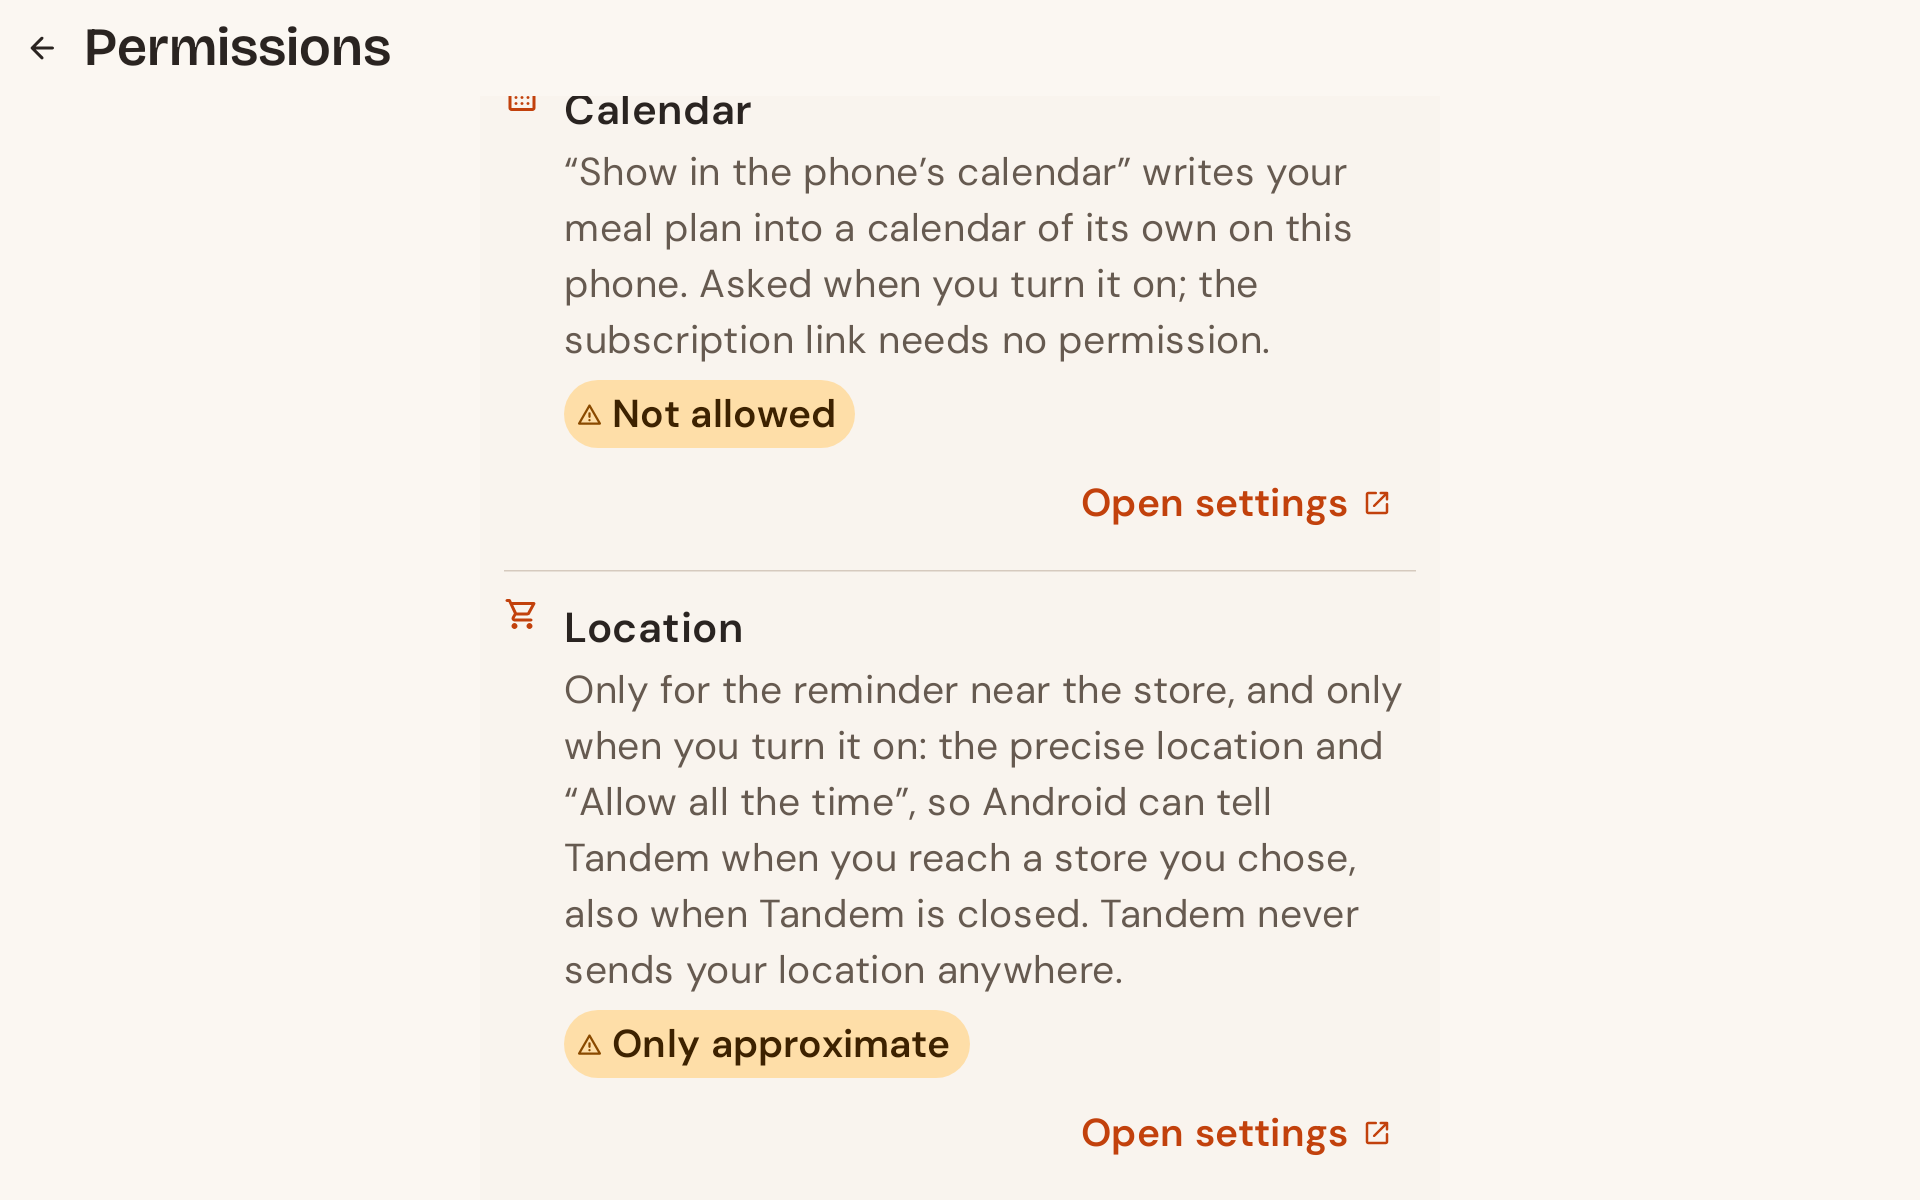 Permissions
Calendar
“Show in the phone’s calendar” writes your
meal plan into a calendar of its own on this
phone. Asked when you turn it on; the
subscription link needs no permission.
Not allowed
Open settings
Location
Only for the reminder near the store, and only
when you turn it on: the precise location and
“Allow all the time”, so Android can tell
Tandem when you reach a store you chose,
also when Tandem is closed. Tandem never
sends your location anywhere.
Only approximate
Open settings